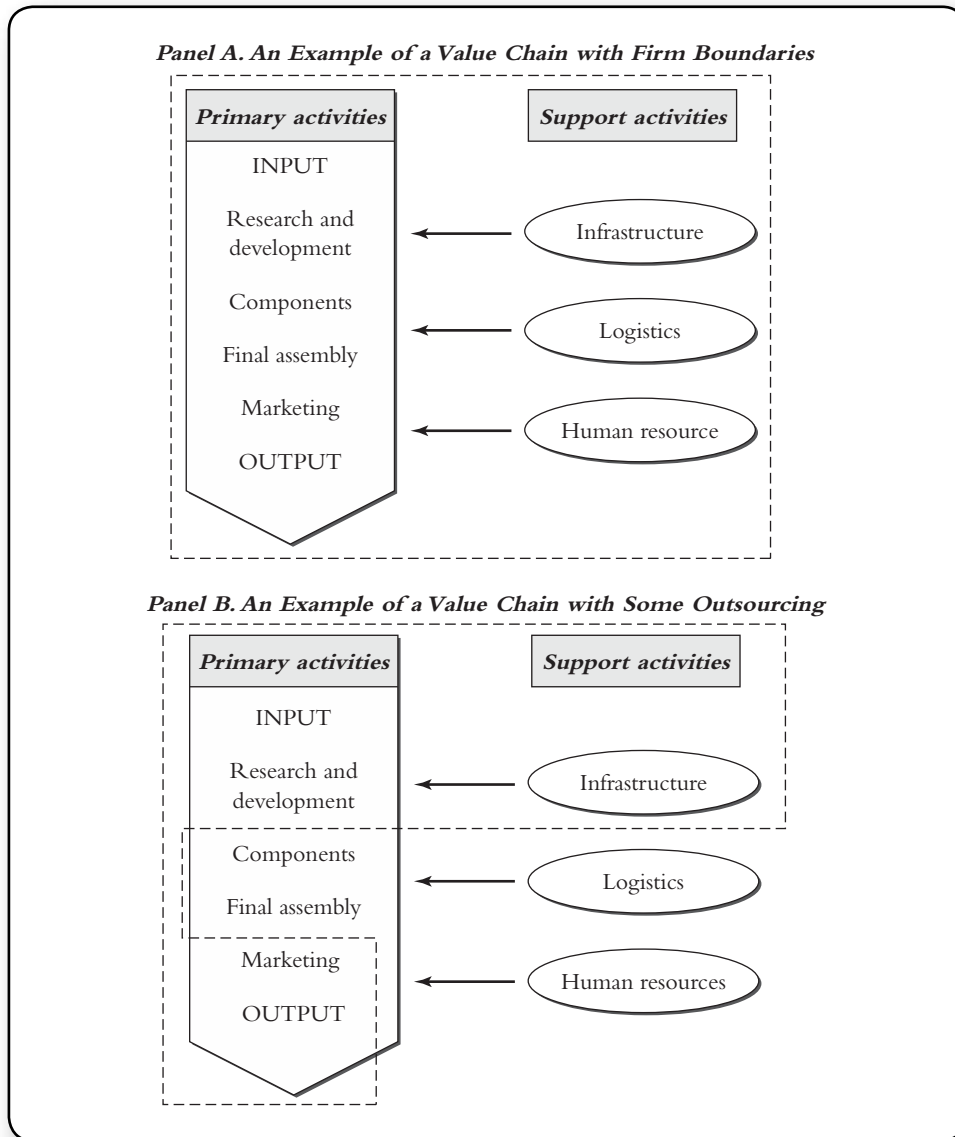 Panel A. An Example of a Value Chain with Firm Boundaries
Primary activities
Support activities
INPUT
Research and
development
Infrastructure
Components
Logistics
Final assembly
Marketing
Human resource
OUTPUT
Panel B. An Example of a Value Chain with Some Outsourcing
Primary activities
Support activities
INPUT
Research and
development
Infrastructure
Components
Logistics
Final assembly
Marketing
Human resources
OUTPUT